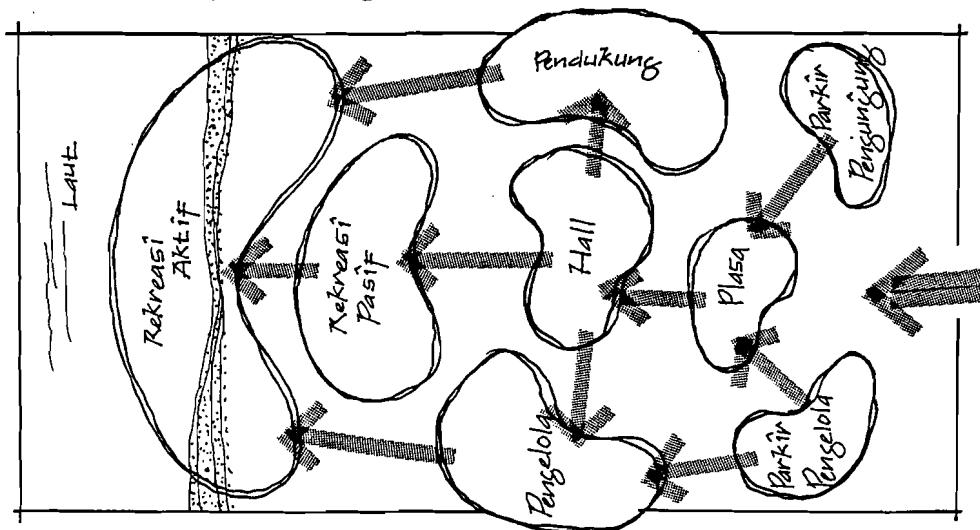 Laut
Rekreasi
Aktif
Rekreasi
Pasif
Pendukung
Hall
Pengelola
Plasa
Parkir
Pengunjung
Parkir
Pengelola